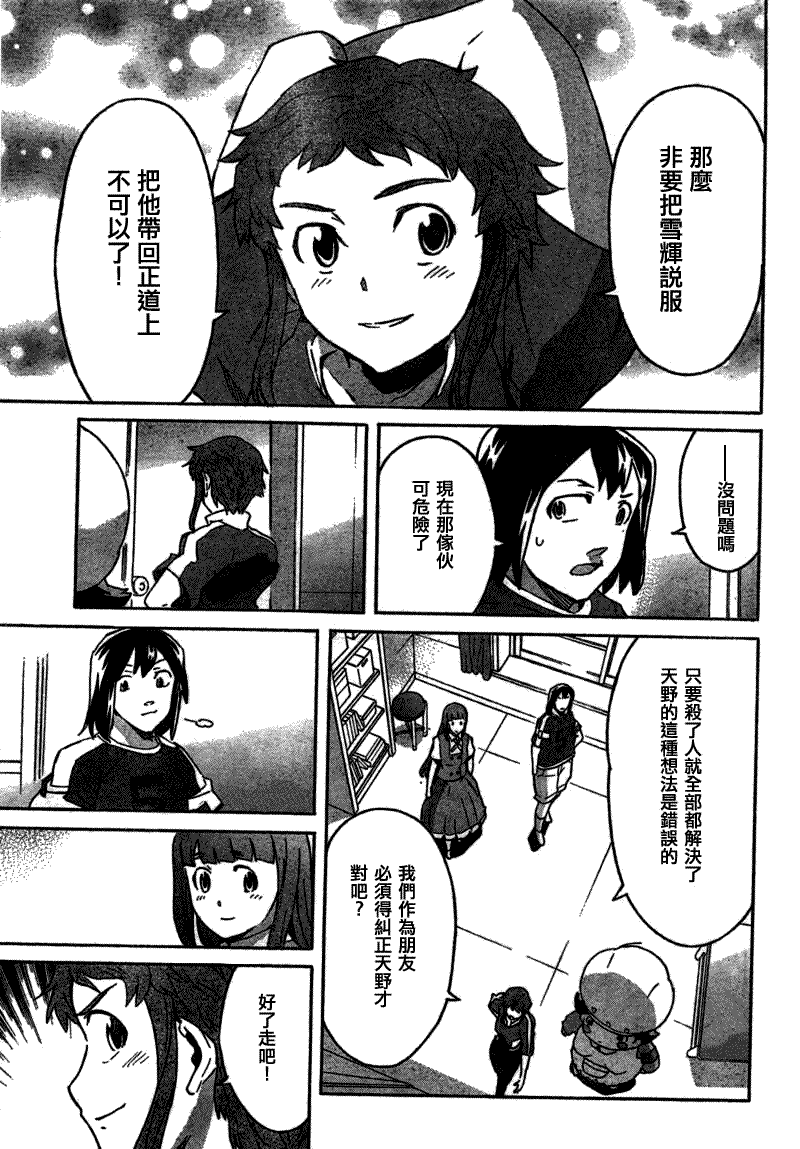 那麼
非要把雪輝説服
把他帶回正道上
不可以了！
——沒問題嗎
現在那傢伙
可危險了
③
只要殺了人就全部都解決了
天野的這種想法是錯誤的
我們作為朋友
必須得糾正天野才
對吧？
好了走吧！